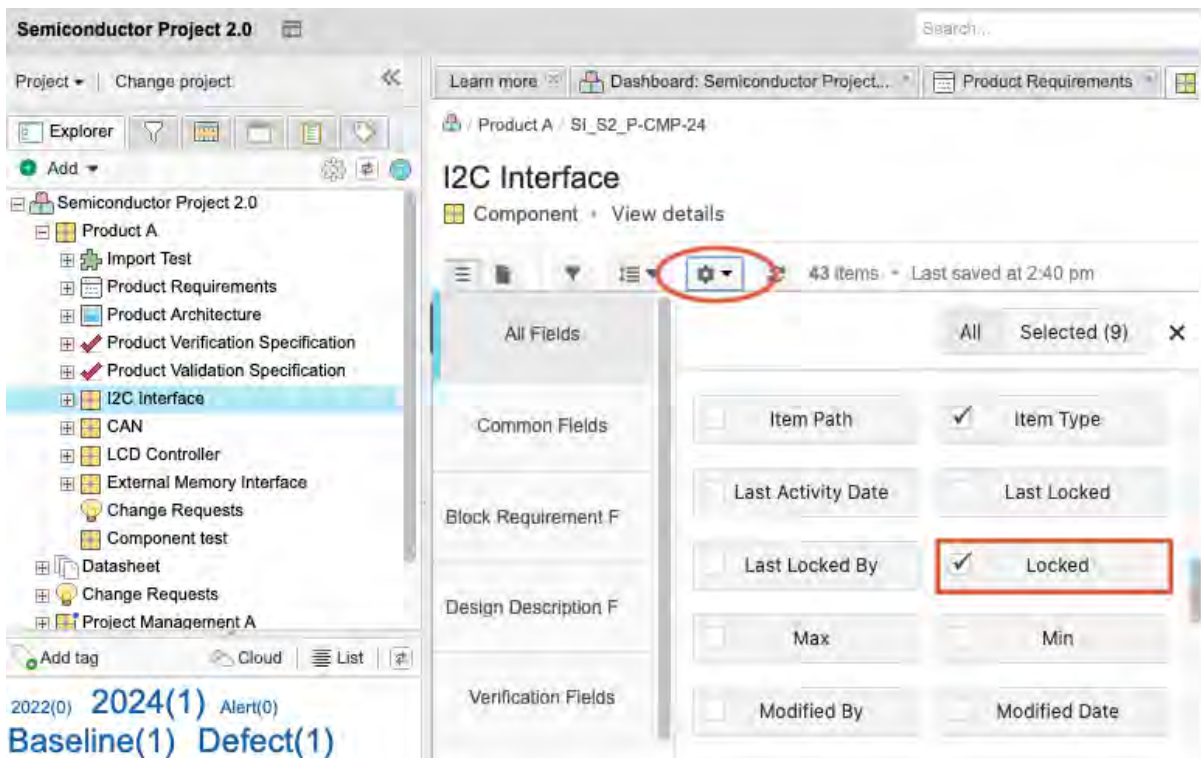 Semiconductor Project 2.0
Search...
Project
Change project
Explorer
Add
Semiconductor Project 2.0
Product A
Import Test
Product Requirements
Product Architecture
Product Verification Specification
Product Validation Specification
I2C Interface
CAN
LCD Controller
External Memory Interface
Change Requests
Component test
Datasheet
Change Requests
Project Management A
Add tag
Cloud
List
2022(0) 2024(1) Alert(0)
Baseline(1) Defect(1)
Learn more
Dashboard: Semiconductor Project...
Product Requirements
Product A / SI_S2_P-CMP-24
I2C Interface
Component • View details
43 items • Last saved at 2:40 pm
All Fields
Common Fields
Block Requirement F
Design Description F
Verification Fields
All Selected (9)
Item Path
Item Type
Last Activity Date
Last Locked
Last Locked By
Locked
Max
Min
Modified By
Modified Date